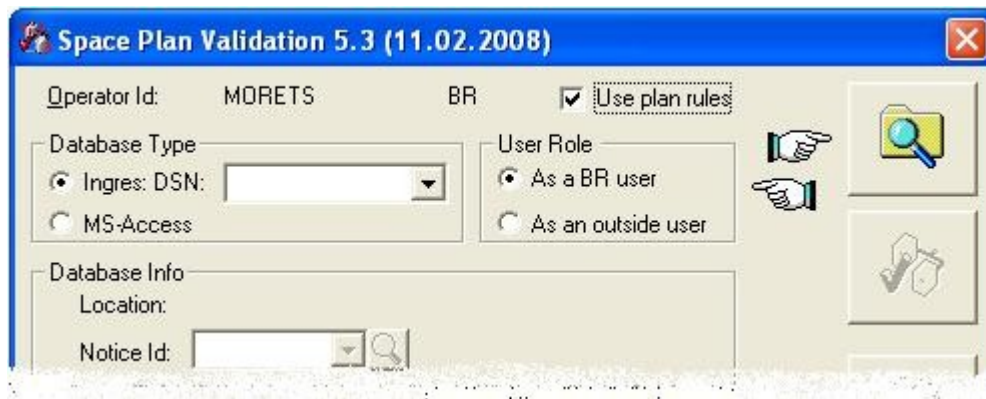 Space Plan Validation 5.3 (11.02.2008)
Operator Id: MORETS BR Use plan rules
Database Type User Role
Ingres: DSN: As a BR user
MS-Access As an outside user
Database Info
Location:
Notice Id: